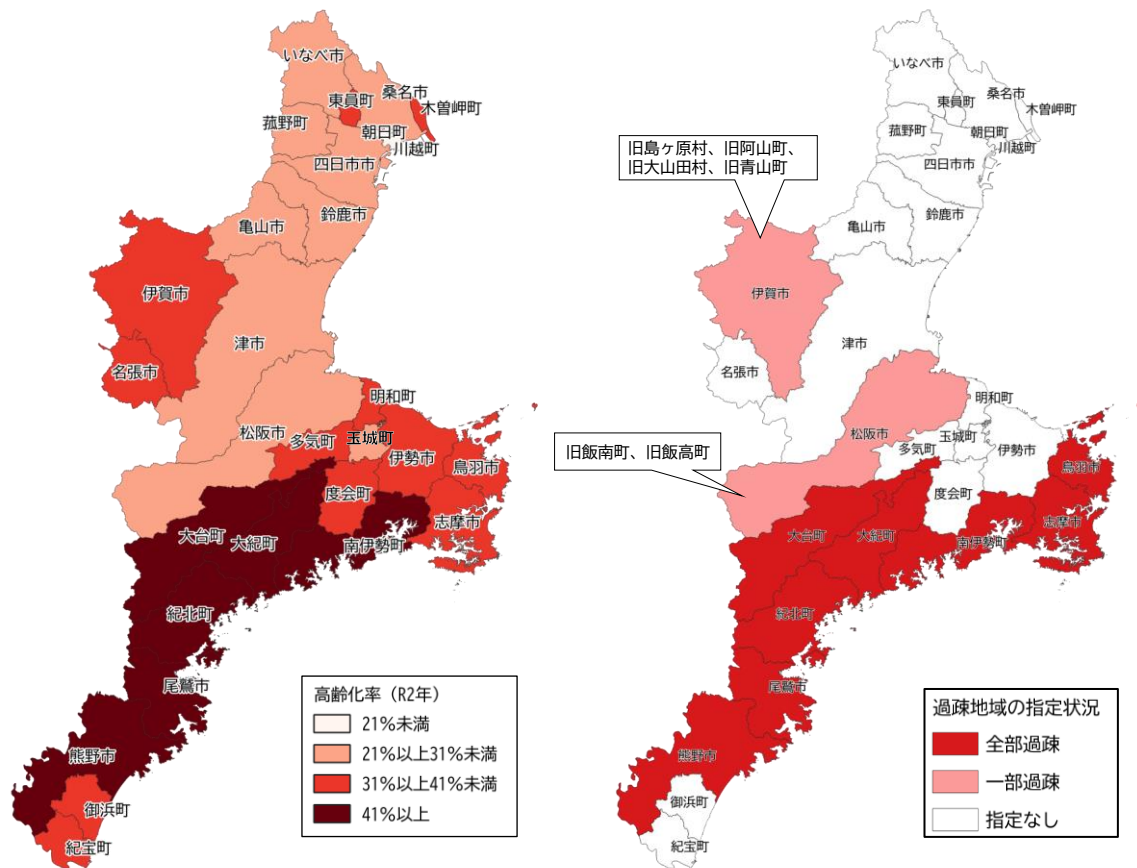 いなべ市
桑名市
東員町
木曽岬町
菰野町
朝日町
川越町
四日市市
鈴鹿市
亀山市
伊賀市
津市
名張市
明和町
松阪市
多気町
玉城町
伊勢市
鳥羽市
度会町
志摩市
大台町
大紀町
南伊勢町
紀北町
尾鷲市
熊野市
御浜町
紀宝町
高齢化率（R2年）
21%未満
21%以上31%未満
31%以上41%未満
41%以上
いなべ市
桑名市
東員町
木曽岬町
菰野町
朝日町
川越町
旧島ヶ原村、旧阿山町、
旧大山田村、旧青山町
四日市市
鈴鹿市
亀山市
伊賀市
津市
名張市
明和町
松阪市
玉城町
多気町
伊勢市
旧飯南町、旧飯高町
鳥羽市
度会町
志摩市
大台町
大紀町
南伊勢町
紀北町
尾鷲市
熊野市
御浜町
紀宝町
過疎地域の指定状況
全部過疎
一部過疎
指定なし